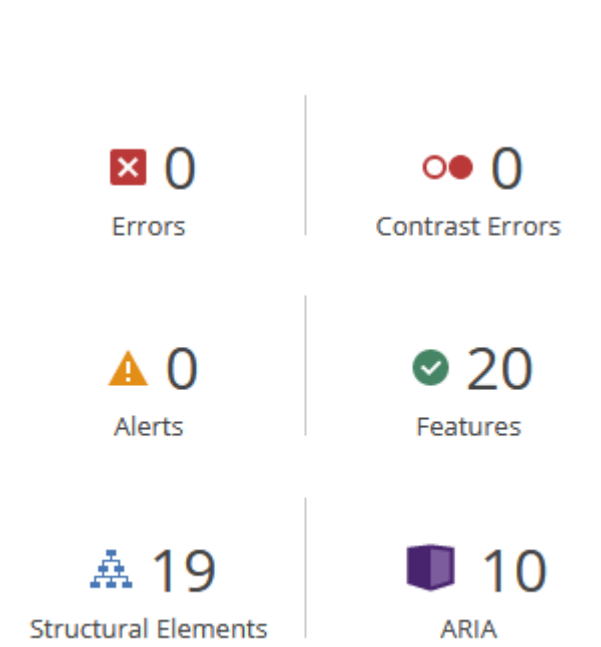 0 0
Errors Contrast Errors
0 20
Alerts Features
19 10
Structural Elements ARIA